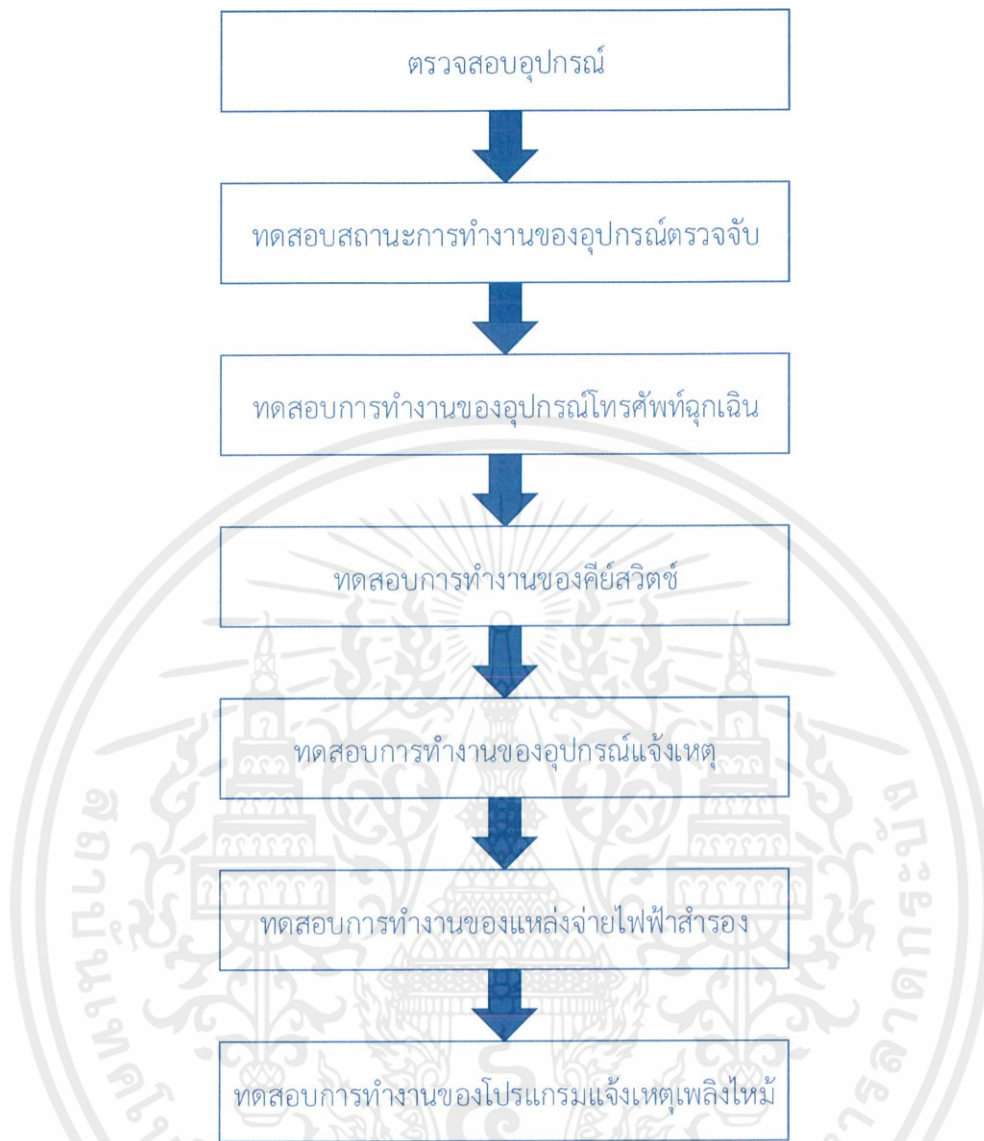 ตรวจสอบอุปกรณ์
ทดสอบสถานะการทำงานของอุปกรณ์ตรวจจับ
ทดสอบการทำงานของอุปกรณ์โทรศัพท์ฉุกเฉิน
ทดสอบการทำงานของคีย์สวิตช์
ทดสอบการทำงานของอุปกรณ์แจ้งเหตุ
ทดสอบการทำงานของแหล่งจ่ายไฟฟ้าสำรอง
ทดสอบการทำงานของโปรแกรมแจ้งเหตุเพลิงไหม้